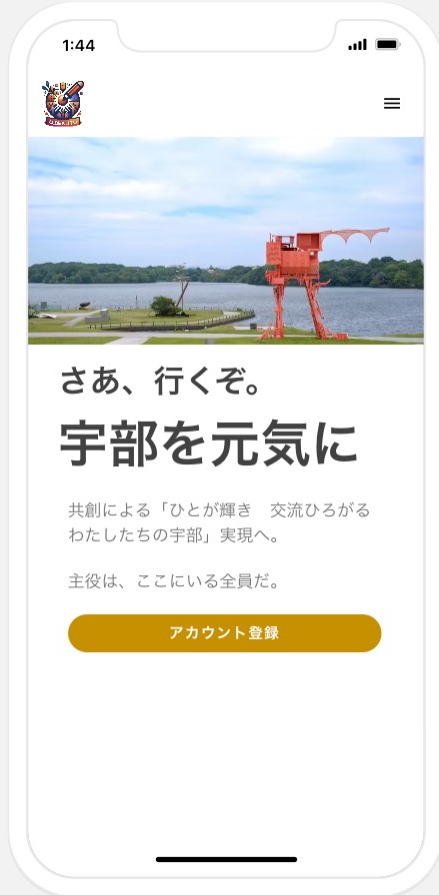 1:44
さあ、行くぞ。
宇部を元気に
共創による「ひとが輝き　交流ひろがる
わたしたちの宇部」実現へ。
主役は、ここにいる全員だ。
アカウント登録